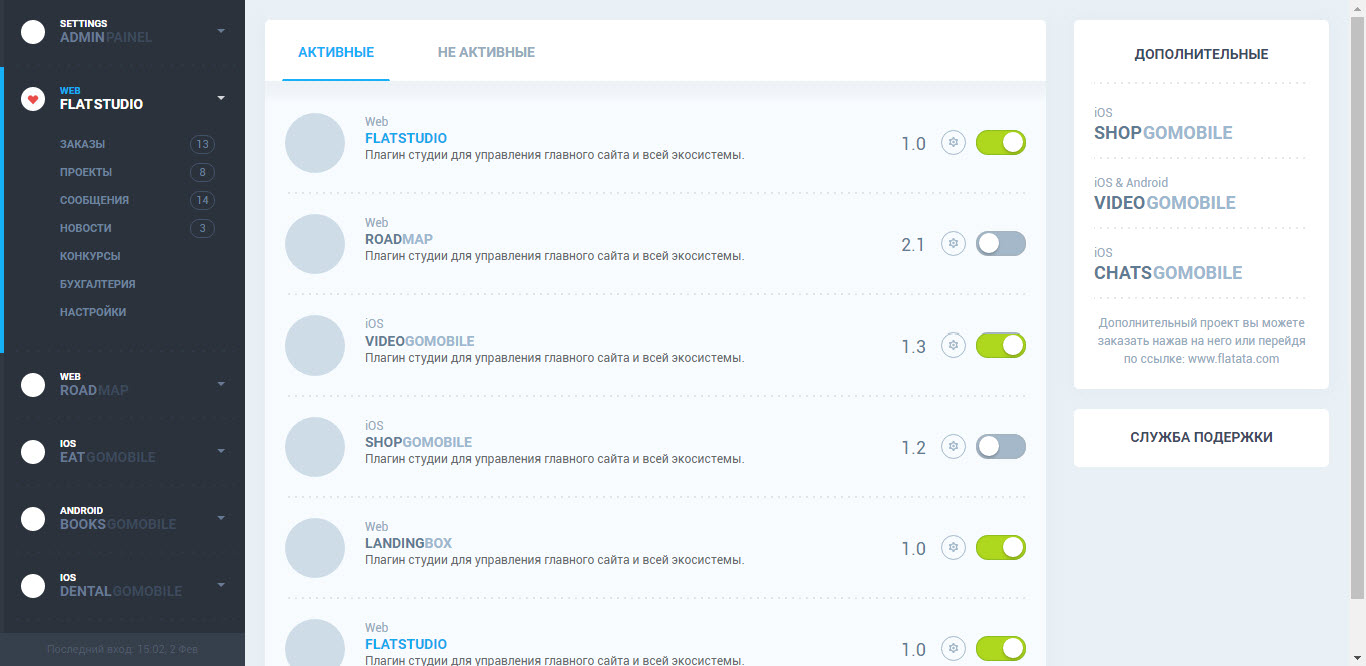 SETTINGS
ADMINPAINEL
WEB
FLATSTUDIO
ЗАКАЗЫ 13
ПРОЕКТЫ 8
СООБЩЕНИЯ 14
НОВОСТИ 3
КОНКУРСЫ
БУХГАЛТЕРИЯ
НАСТРОЙКИ
WEB
ROADMAP
IOS
EATGOMOBILE
ANDROID
BOOKSGOMOBILE
IOS
DENTALGOMOBILE
Последний вход: 15:02, 2 Фев
АКТИВНЫЕ НЕ АКТИВНЫЕ
Web
FLATSTUDIO
Плагин студии для управления главного сайта и всей экосистемы.
1.0
Web
ROADMAP
Плагин студии для управления главного сайта и всей экосистемы.
2.1
iOS
VIDEOGOMOBILE
Плагин студии для управления главного сайта и всей экосистемы.
1.3
iOS
SHOPGOMOBILE
Плагин студии для управления главного сайта и всей экосистемы.
1.2
Web
LANDINGBOX
Плагин студии для управления главного сайта и всей экосистемы.
1.0
Web
FLATSTUDIO
Плагин студии для управления главного сайта и всей экосистемы.
1.0
ДОПОЛНИТЕЛЬНЫЕ
iOS
SHOPGOMOBILE
iOS & Android
VIDEOGOMOBILE
iOS
CHATSGOMOBILE
Дополнительный проект вы можете
заказать нажав на него или перейдя
по ссылке: www.flatata.com
СЛУЖБА ПОДЕРЖКИ